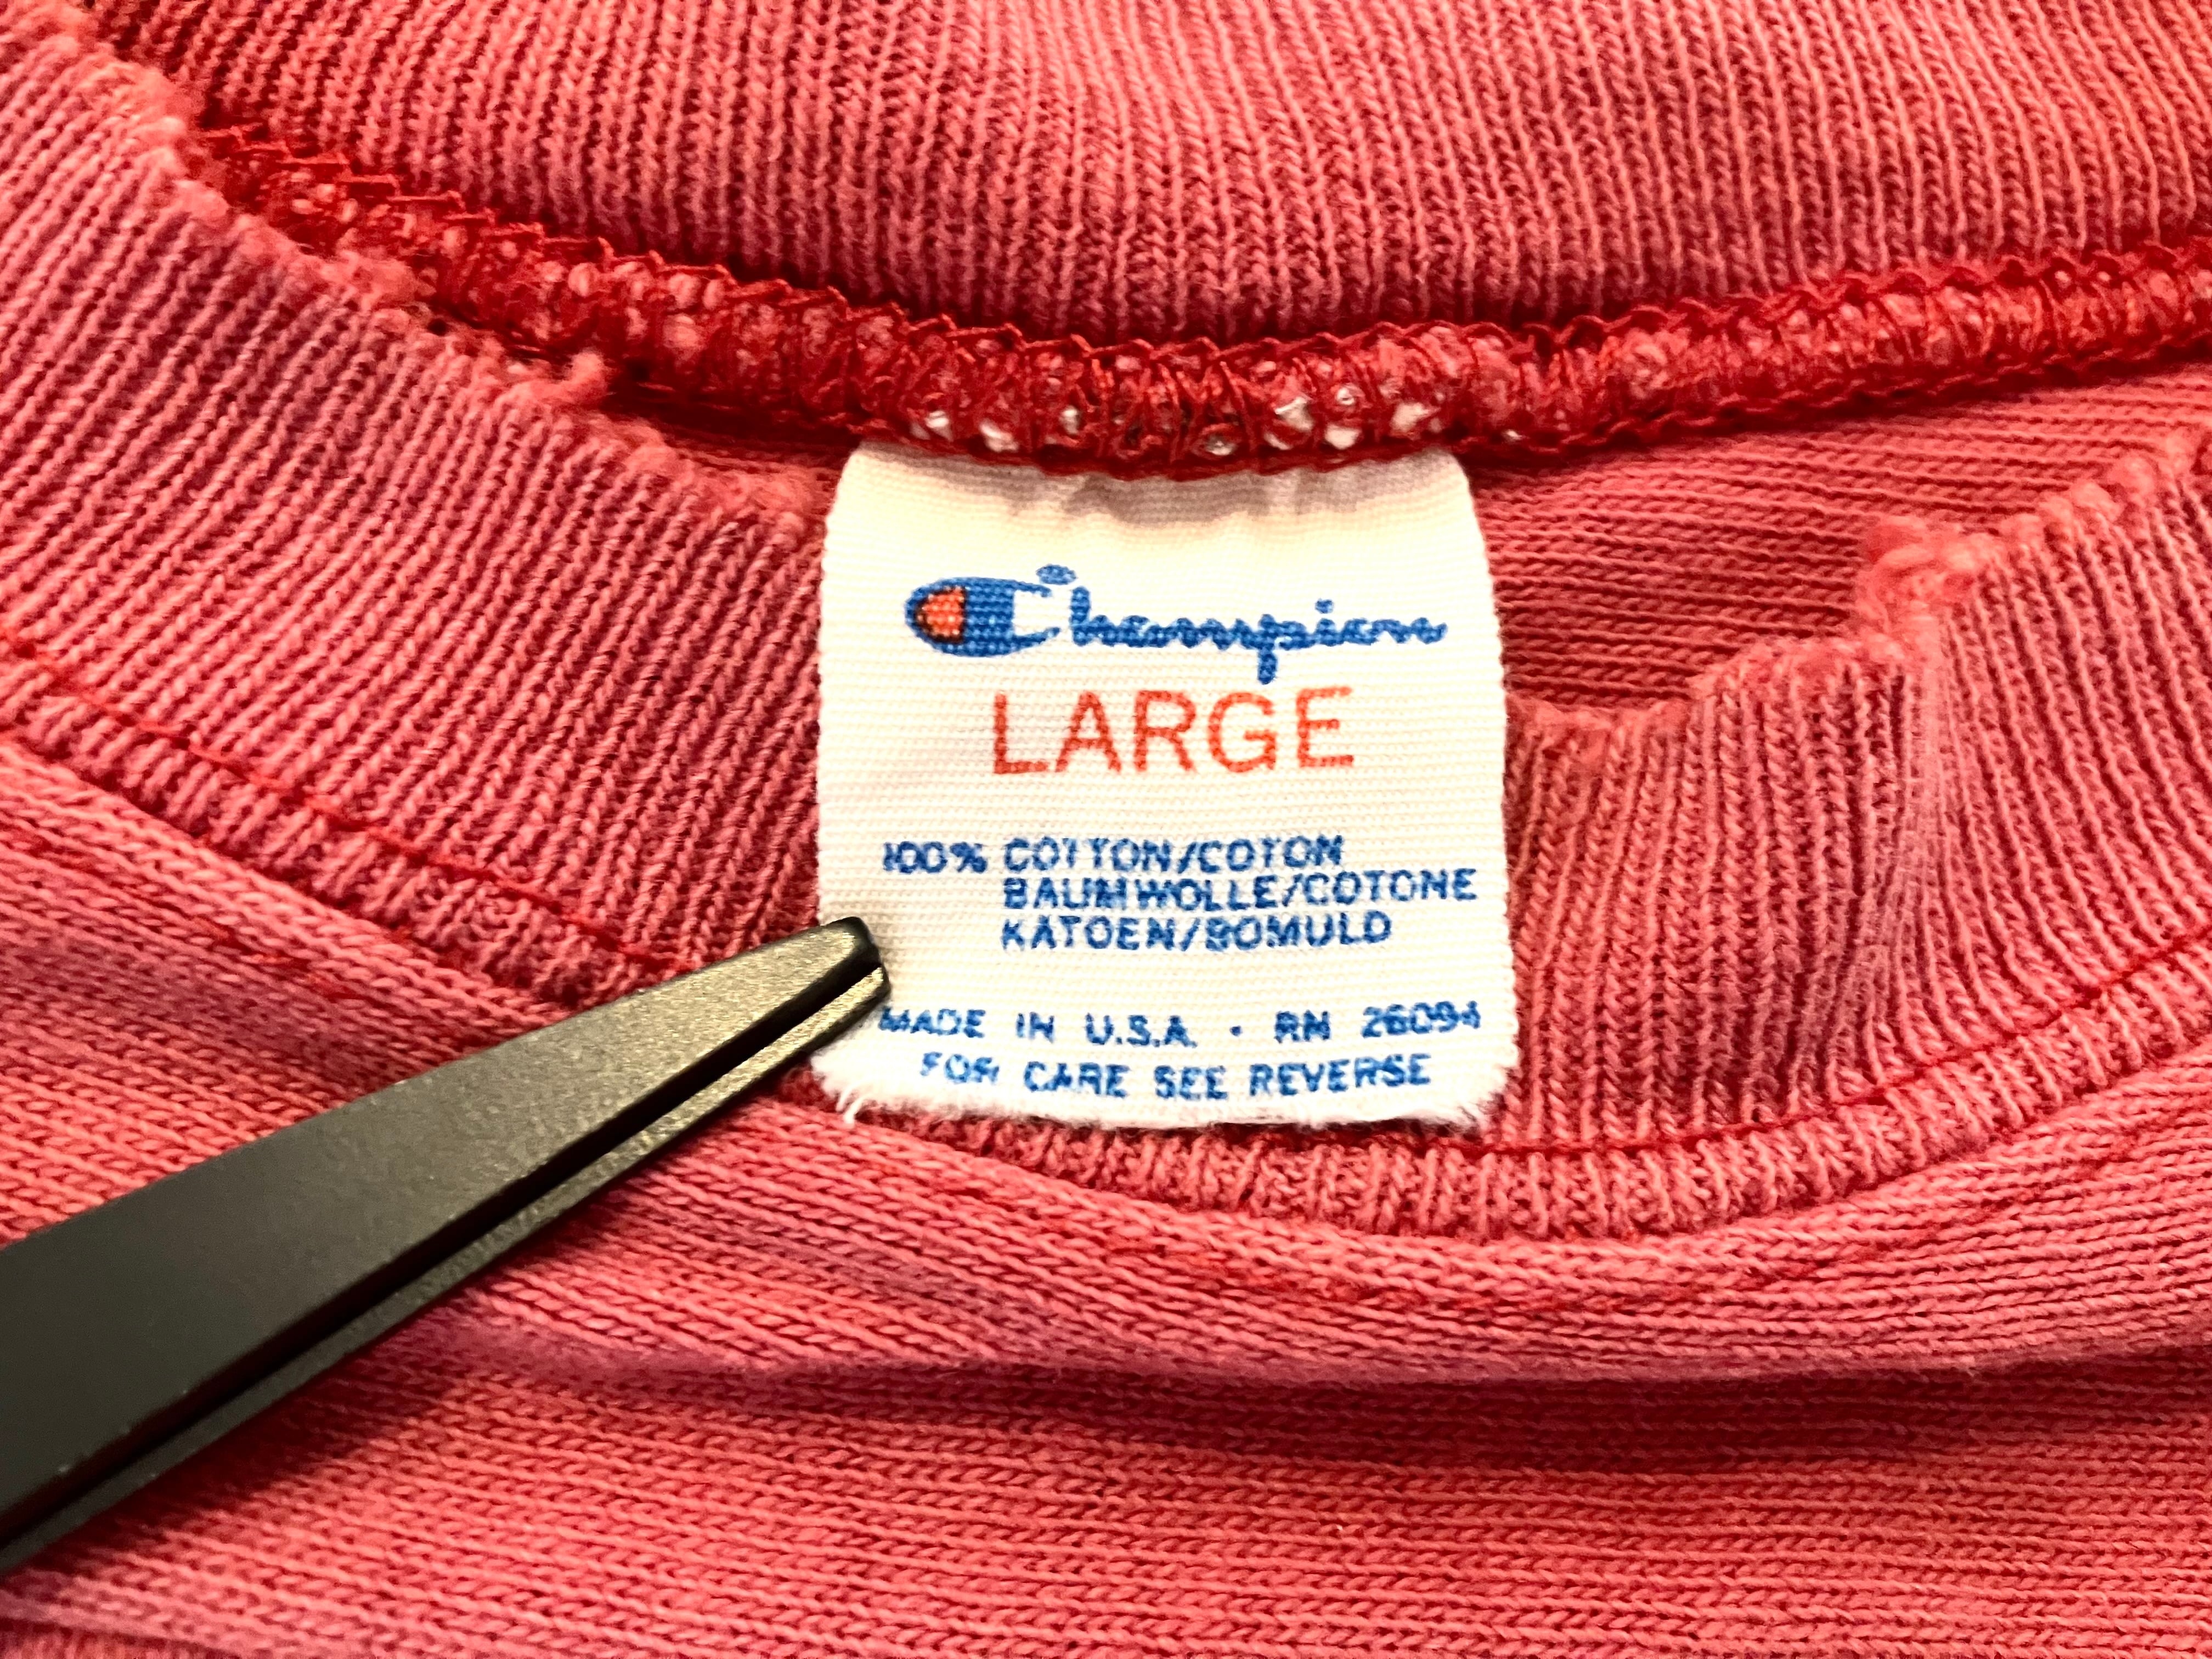 Champion
LARGE
100% COTTON/COTON
BAUMWOLLE/COTONE
KATOEN/BOMULD
MADE IN U.S.A. • RN 26094
FOR CARE SEE REVERSE